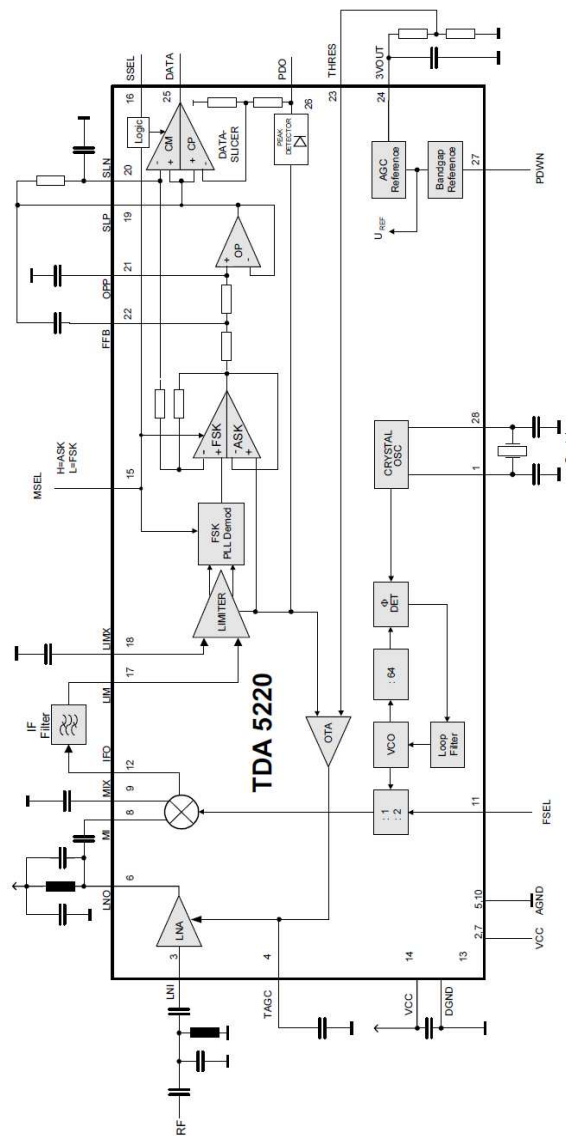 RF
LNI
3
LNA
TAGC
4
VCC
14
DGND
13
2,7
VCC
5,10
AGND
LNO
6
MI
8
MIX
9
IFO
12
IF
Filter
LIM
17
LIMX
18
TDA 5220
OTA
: 1
: 2
11
FSEL
VCO
: 64
Loop
Filter
Φ
DET
CRYSTAL
OSC
1
28
LIMITER
FSK
PLL Demod
MSEL
H=ASK
L=FSK
15
- FSK +
- ASK +
FFB
22
OPP
21
SLP
19
SLN
20
+ OP -
Logic
SSEL
16
DATA
25
- CM +
+ CP -
DATA-
SLICER
PDO
26
PEAK
DETECTOR
THRES
23
3VOUT
24
AGC
Reference
Bandgap
Reference
U REF
27
PDWN